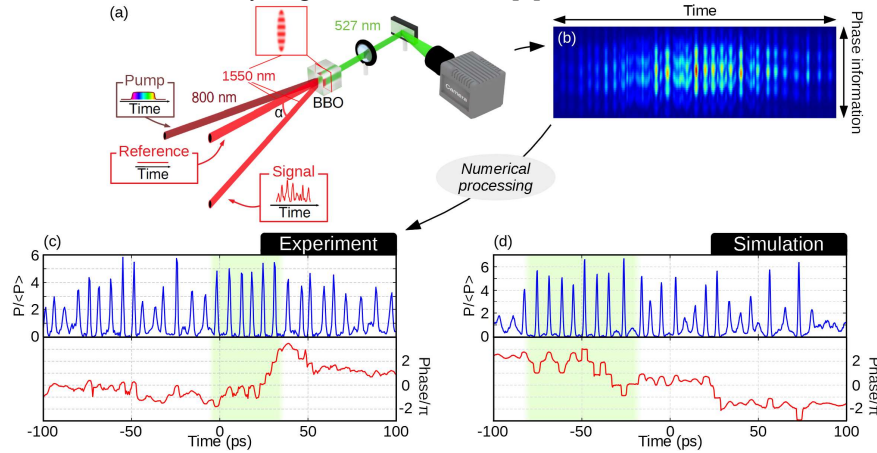 (a)
527 nm
1550 nm
BBO
Camera
Pump
Time
800 nm
α
Reference
Time
Signal
Time
Time
(b)
Phase information
Numerical
processing
(c)
Experiment
P/<P>
6
4
2
0
Phase/π
2
0
-2
-100
-50
0
50
100
Time (ps)
(d)
Simulation
P/<P>
6
4
2
0
Phase/π
2
0
-2
-100
-50
0
50
100
Time (ps)